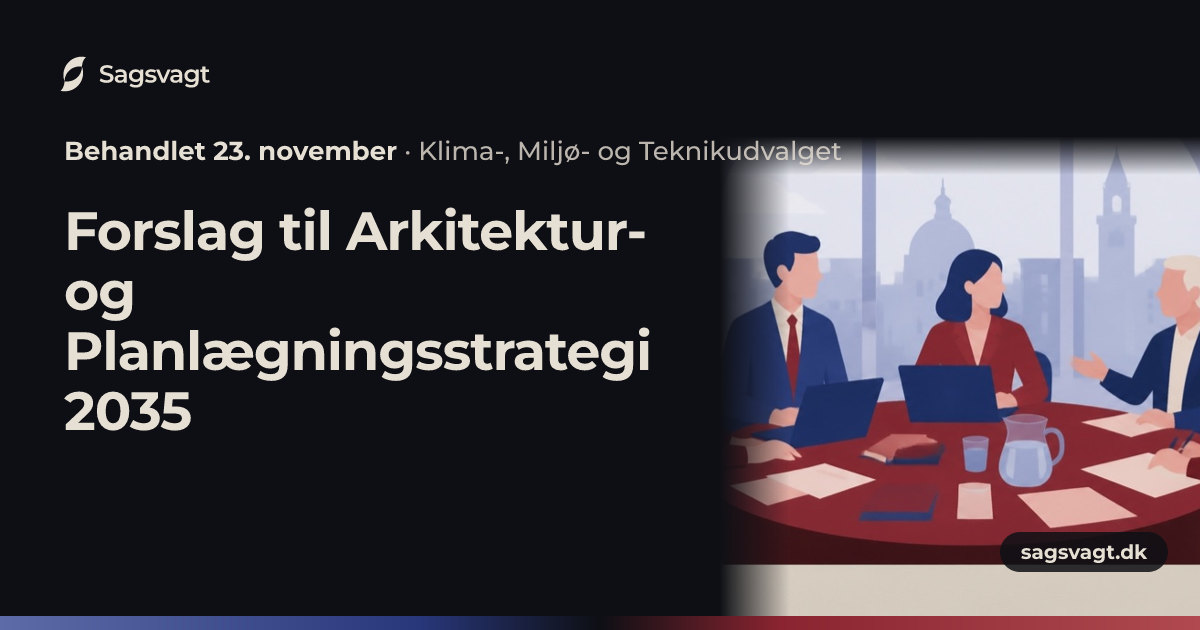 Sagsvagt
Behandlet 23. november · Klima-, Miljø- og Teknikudvalget
Forslag til Arkitektur-
og
Planlægningsstrategi
2035
sagsvagt.dk